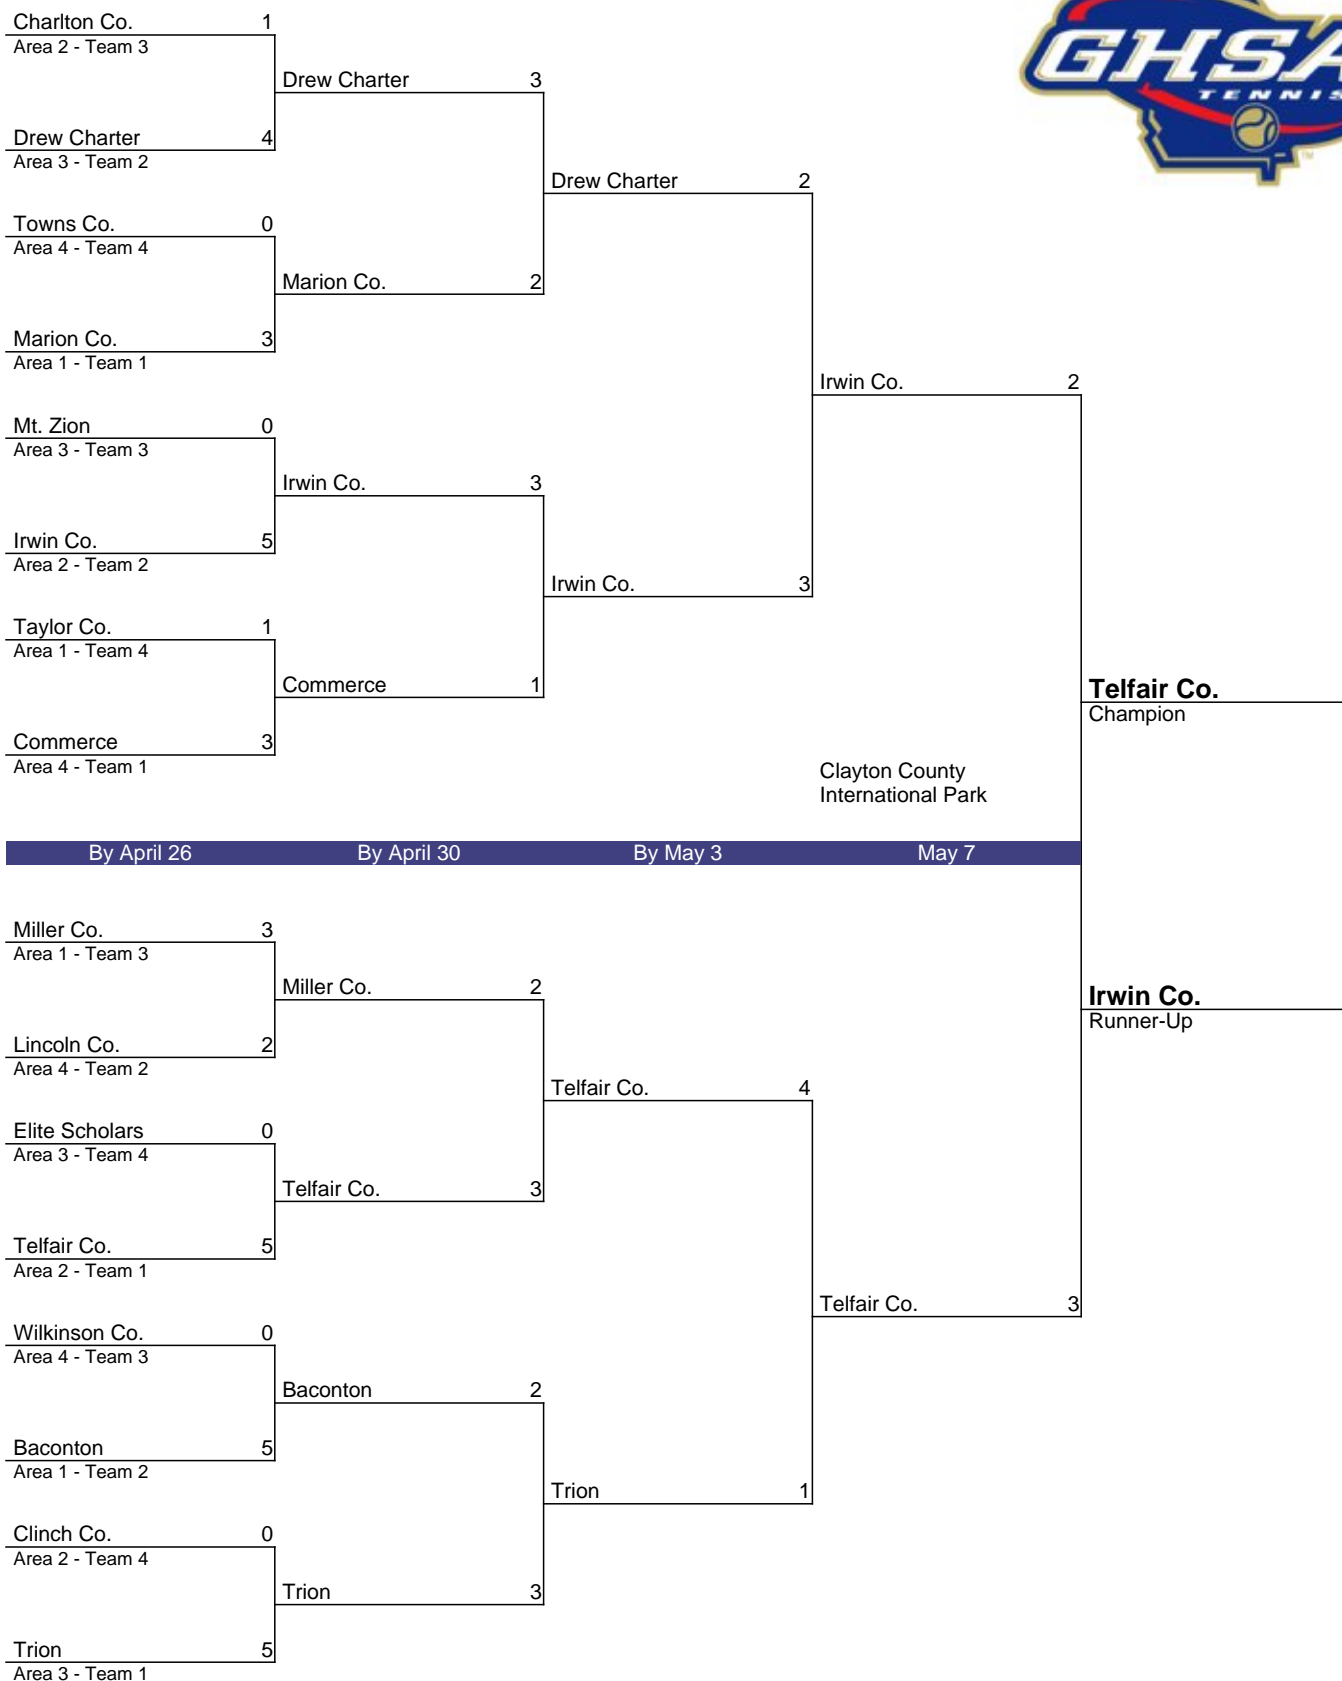 GHSA
TENNIS
Charlton Co. 1
Area 2 - Team 3
Drew Charter 3
Drew Charter 4
Area 3 - Team 2
Drew Charter 2
Towns Co. 0
Area 4 - Team 4
Marion Co. 2
Marion Co. 3
Area 1 - Team 1
Irwin Co. 2
Mt. Zion 0
Area 3 - Team 3
Irwin Co. 3
Irwin Co. 5
Area 2 - Team 2
Irwin Co. 3
Taylor Co. 1
Area 1 - Team 4
Commerce 1
Telfair Co.
Champion
Commerce 3
Area 4 - Team 1
Clayton County
International Park
By April 26 By April 30 By May 3 May 7
Miller Co. 3
Area 1 - Team 3
Miller Co. 2
Irwin Co.
Runner-Up
Lincoln Co. 2
Area 4 - Team 2
Telfair Co. 4
Elite Scholars 0
Area 3 - Team 4
Telfair Co. 3
Telfair Co. 5
Area 2 - Team 1
Telfair Co. 3
Wilkinson Co. 0
Area 4 - Team 3
Baconton 2
Baconton 5
Area 1 - Team 2
Trion 1
Clinch Co. 0
Area 2 - Team 4
Trion 3
Trion 5
Area 3 - Team 1